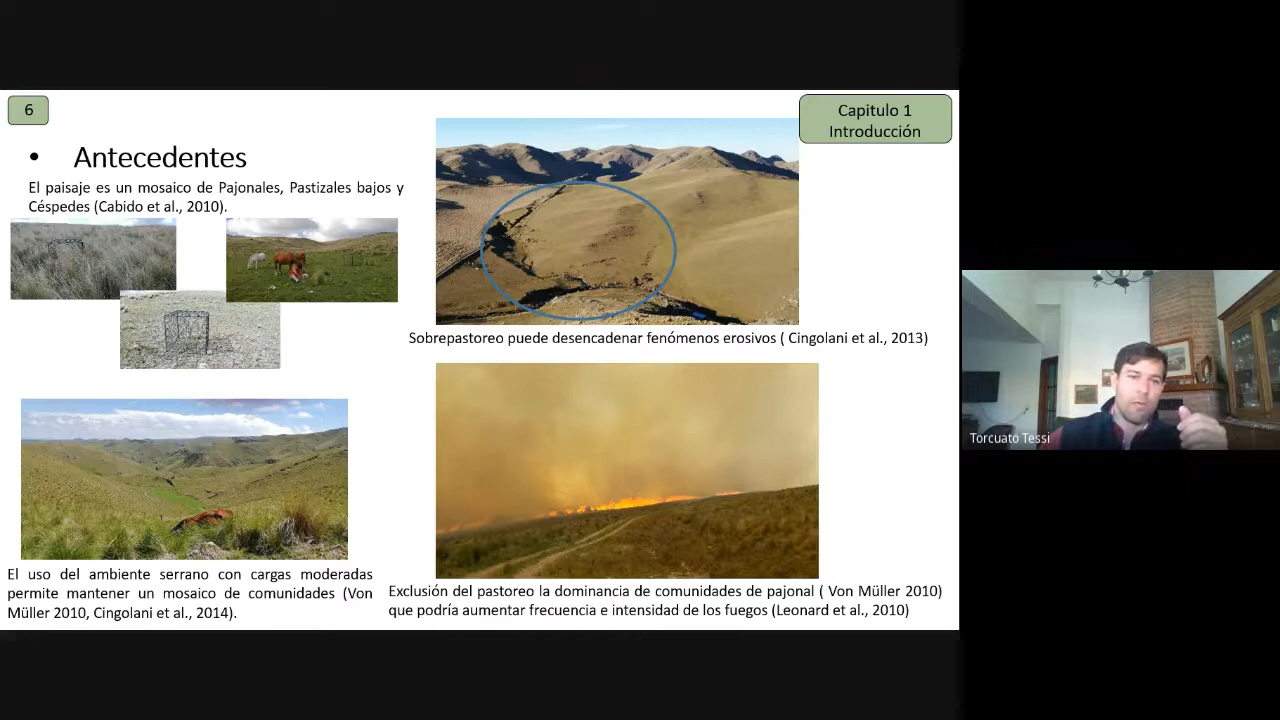 6
Capitulo 1
Introducción
• Antecedentes
El paisaje es un mosaico de Pajonales, Pastizales bajos y
Céspedes (Cabido et al., 2010).
Sobrepastoreo puede desencadenar fenómenos erosivos ( Cingolani et al., 2013)
El uso del ambiente serrano con cargas moderadas
permite mantener un mosaico de comunidades (Von
Müller 2010, Cingolani et al., 2014).
Exclusión del pastoreo la dominancia de comunidades de pajonal ( Von Müller 2010)
que podría aumentar frecuencia e intensidad de los fuegos (Leonard et al., 2010)
Torcuato Tessi